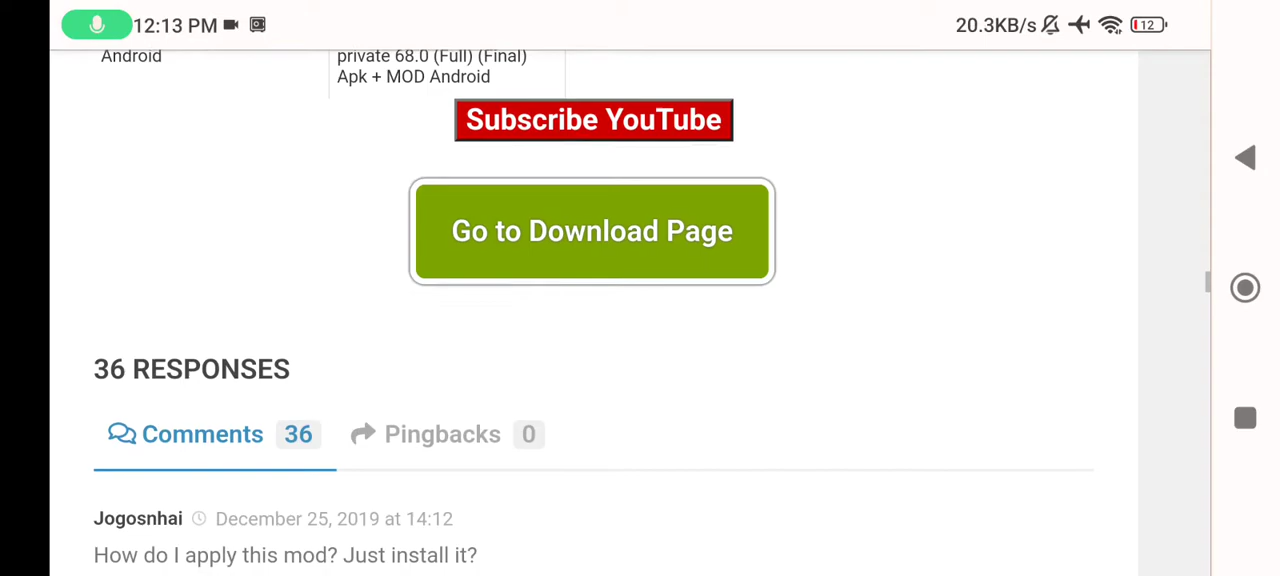 12:13 PM
20.3KB/s
12
Android
private 68.0 (Full) (Final)
Apk + MOD Android
Subscribe YouTube
Go to Download Page
36 RESPONSES
Comments 36 Pingbacks 0
Jogosnhai December 25, 2019 at 14:12
How do I apply this mod? Just install it?